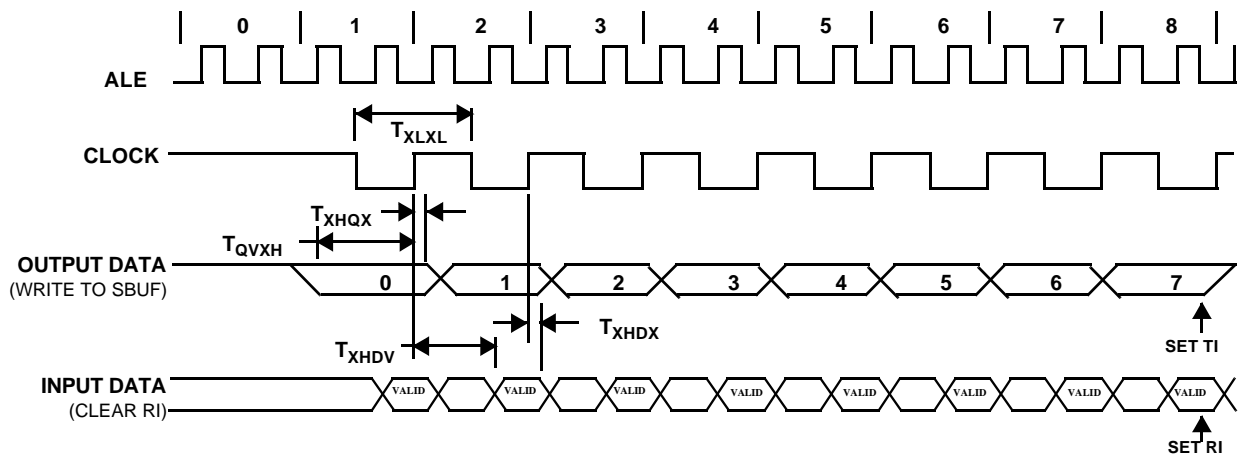 0 1 2 3 4 5 6 7 8
ALE
TXLXL
CLOCK
TXHQX
TQVXH
OUTPUT DATA
(WRITE TO SBUF)
0 1 2 3 4 5 6 7
TXHDX
SET TI
TXHDV
INPUT DATA
(CLEAR RI)
VALID VALID VALID VALID VALID VALID VALID VALID
SET RI